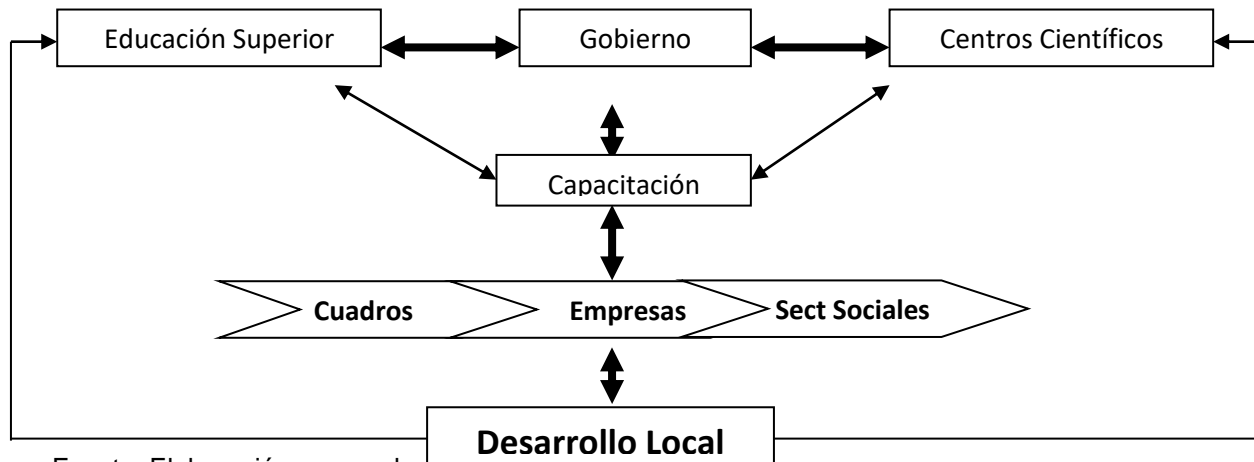 Educación Superior
Gobierno
Centros Científicos
Capacitación
Cuadros
Empresas
Sect Sociales
Desarrollo Local